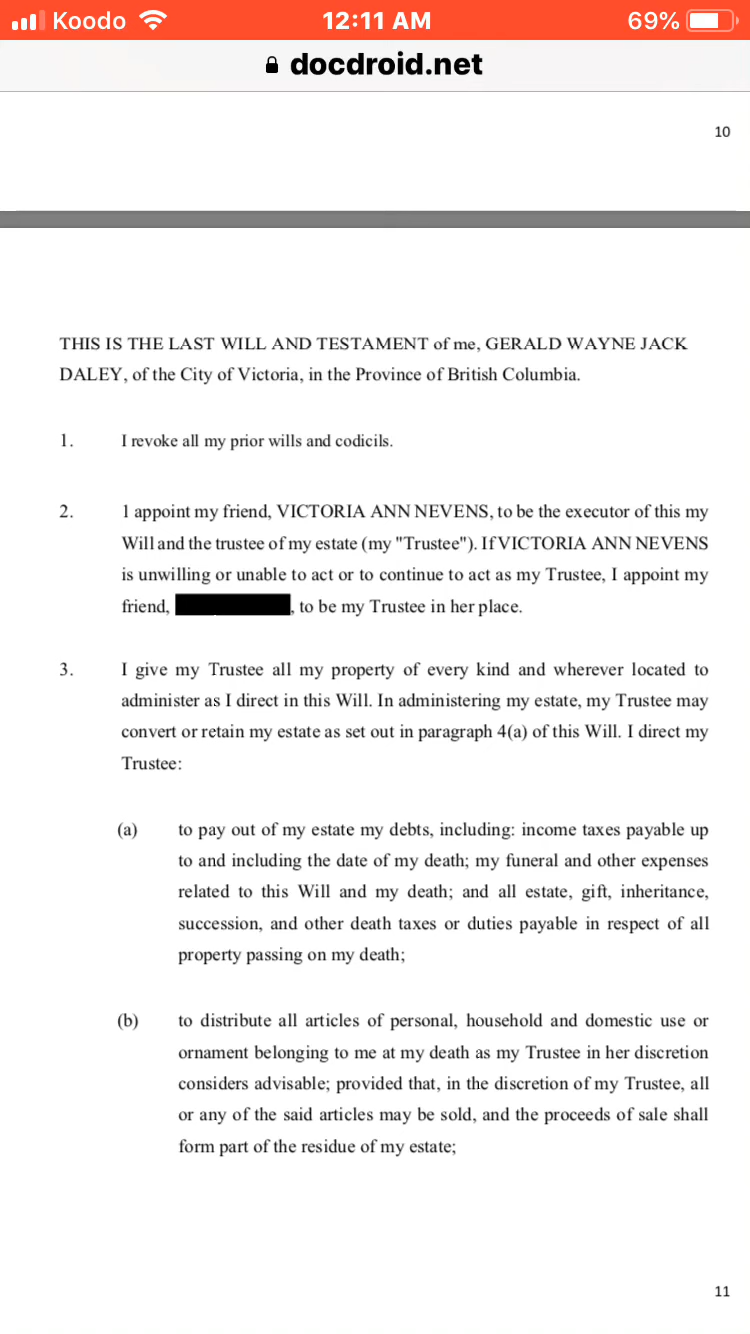 Koodo 12:11 AM 69%
docdroid.net
10
THIS IS THE LAST WILL AND TESTAMENT of me, GERALD WAYNE JACK
DALEY, of the City of Victoria, in the Province of British Columbia.
1. I revoke all my prior wills and codicils.
2. 1 appoint my friend, VICTORIA ANN NEVENS, to be the executor of this my
Will and the trustee of my estate (my "Trustee"). IfVICTORIA ANN NEVENS
is unwilling or unable to act or to continue to act as my Trustee, I appoint my
friend, , to be my Trustee in her place.
3. I give my Trustee all my property of every kind and wherever located to
administer as I direct in this Will. In administering my estate, my Trustee may
convert or retain my estate as set out in paragraph 4(a) of this Will. I direct my
Trustee:
(a) to pay out of my estate my debts, including: income taxes payable up
to and including the date of my death; my funeral and other expenses
related to this Will and my death; and all estate, gift, inheritance,
succession, and other death taxes or duties payable in respect of all
property passing on my death;
(b) to distribute all articles of personal, household and domestic use or
ornament belonging to me at my death as my Trustee in her discretion
considers advisable; provided that, in the discretion of my Trustee, all
or any of the said articles may be sold, and the proceeds of sale shall
form part of the residue of my estate;
11